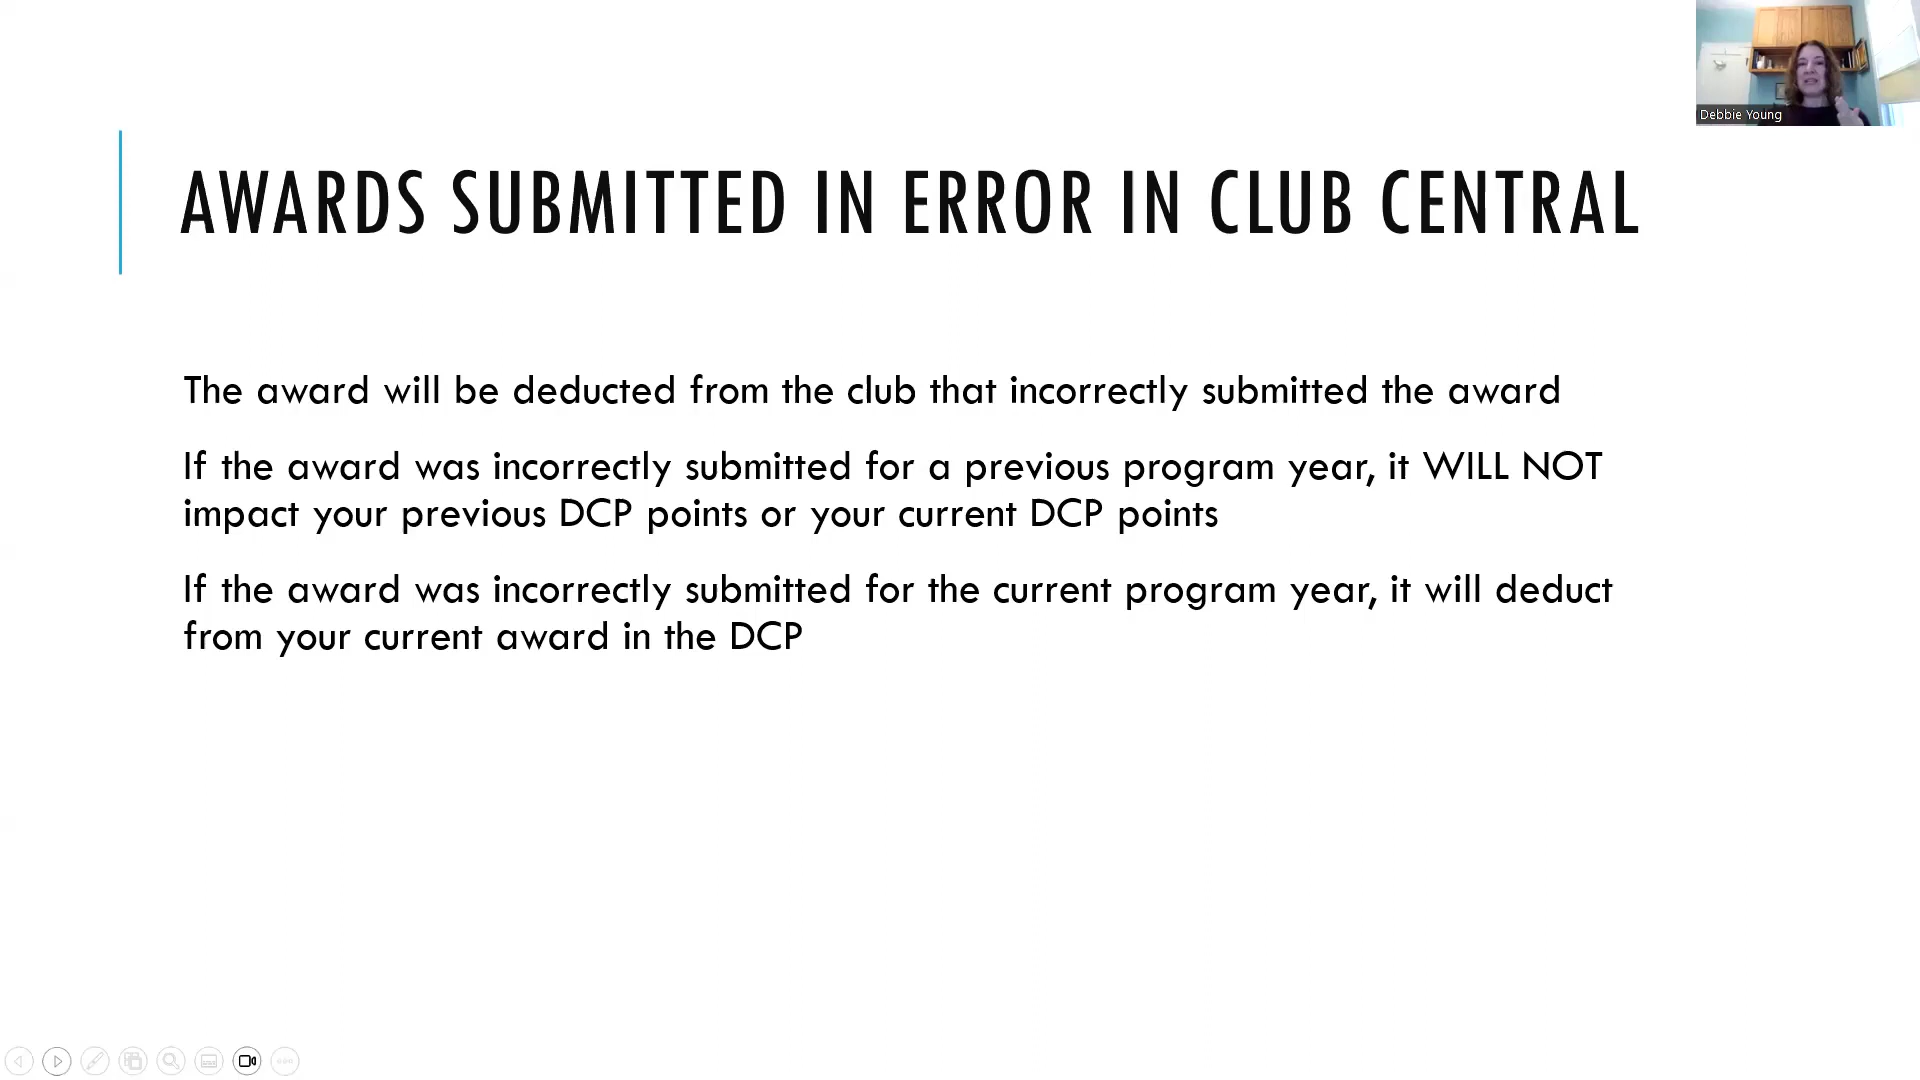 Debbie Young
AWARDS SUBMITTED IN ERROR IN CLUB CENTRAL
The award will be deducted from the club that incorrectly submitted the award
If the award was incorrectly submitted for a previous program year, it WILL NOT
impact your previous DCP points or your current DCP points
If the award was incorrectly submitted for the current program year, it will deduct
from your current award in the DCP